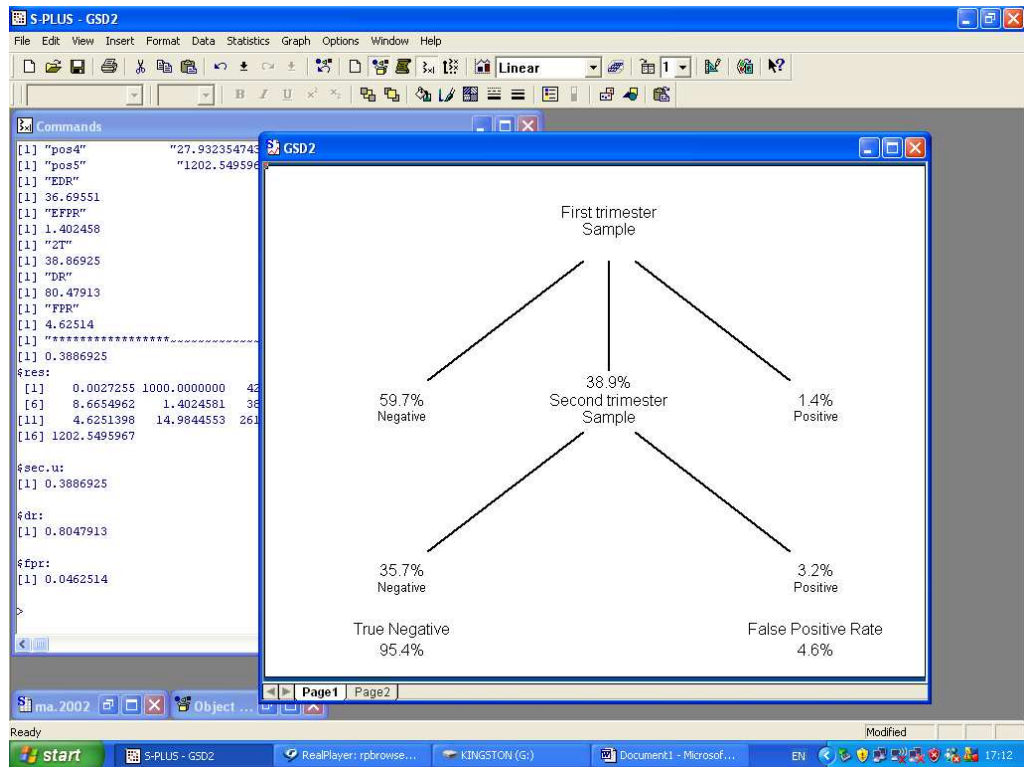 S-PLUS - GSD2
File Edit View Insert Format Data Statistics Graph Options Window Help
Linear 1
B I U x² x₂
Commands
[1] "pos4" "27.932354743
[1] "pos5" "1202.549596
[1] "EDR"
[1] 36.69551
[1] "EFPR"
[1] 1.402458
[1] "2T"
[1] 38.86925
[1] "DR"
[1] 80.47913
[1] "FPR"
[1] 4.62514
[1] "*****************~~~~~~~~~~~~~
[1] 0.3886925
$res:
[1] 0.0027255 1000.0000000 42
[6] 8.6654962 1.4024581 38
[11] 4.6251398 14.9844553 261
[16] 1202.5495967
$sec.u:
[1] 0.3886925
$dr:
[1] 0.8047913
$fpr:
[1] 0.0462514
>
GSD2
First trimester
Sample
59.7%
Negative
38.9%
Second trimester
Sample
1.4%
Positive
35.7%
Negative
3.2%
Positive
True Negative
95.4%
False Positive Rate
4.6%
Page1 Page2
ma.2002 Object ...
Ready Modified
start S-PLUS - GSD2 RealPlayer: rpbrowse... KINGSTON (G:) Document1 - Microsof... EN 17:12